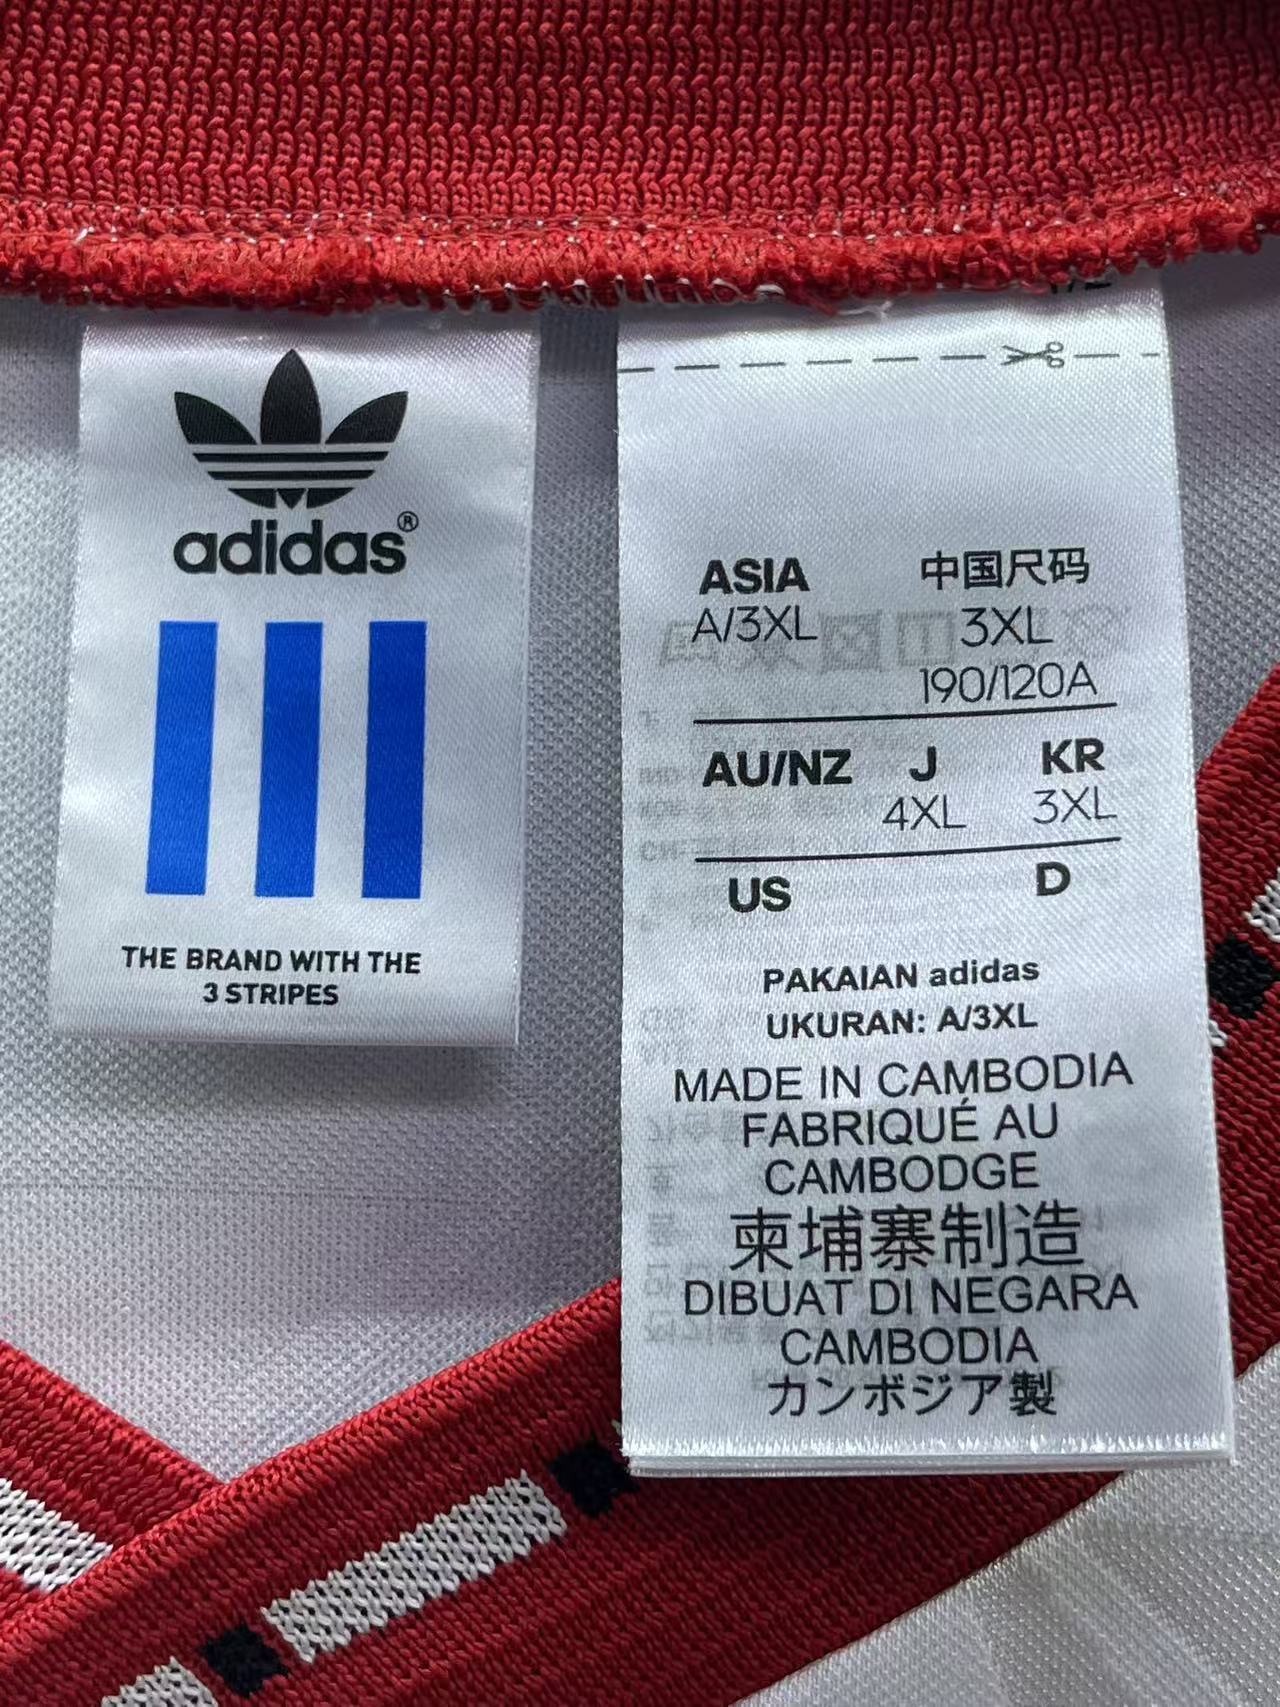 adidas®
THE BRAND WITH THE
3 STRIPES
ASIA 中国尺码
A/3XL 3XL
190/120A
AU/NZ J KR
4XL 3XL
US D
PAKAIAN adidas
UKURAN: A/3XL
MADE IN CAMBODIA
FABRIQUÉ AU
CAMBODGE
柬埔寨制造
DIBUAT DI NEGARA
CAMBODIA
カンボジア製